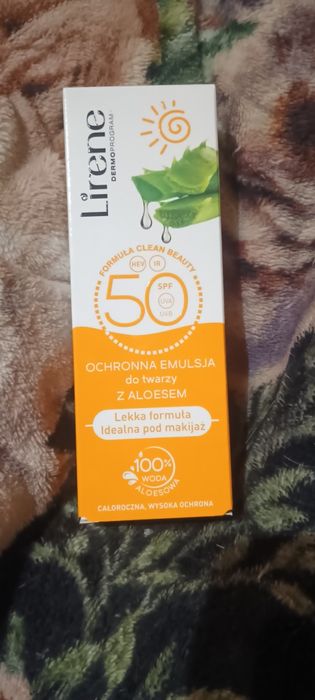 Lirene
DERMOPROGRAM
FORMUŁA CLEAN BEAUTY
HEV IR
50
SPF
UVA
UVB
OCHRONNA EMULSJA
do twarzy
Z ALOESEM
Lekka formuła
Idealna pod makijaż
100%
WODA
ALOESOWA
CAŁOROCZNA, WYSOKA OCHRONA